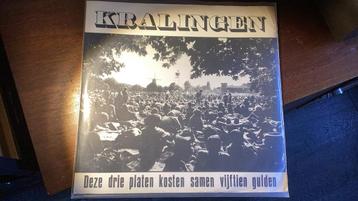 KRALINGEN
Deze drie platen kosten samen vijftien gulden